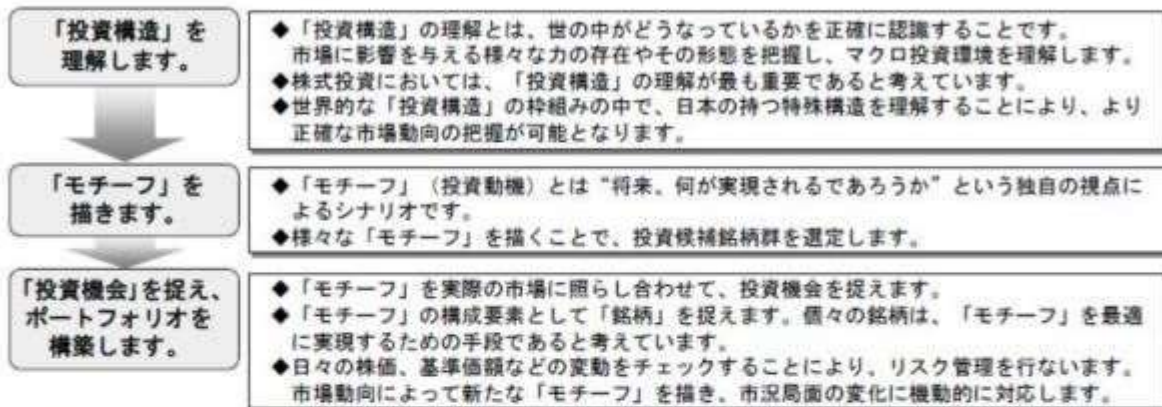 「投資構造」を
理解します。
◆「投資構造」の理解とは、世の中がどうなっているかを正確に認識することです。
市場に影響を与える様々な力の存在やその形態を把握し、マクロ投資環境を理解します。
◆株式投資においては、「投資構造」の理解が最も重要であると考えています。
◆世界的な「投資構造」の枠組みの中で、日本の持つ特殊構造を理解することにより、より
正確な市場動向の把握が可能となります。
「モチーフ」を
描きます。
◆「モチーフ」（投資動機）とは“将来、何が実現されるであろうか”という独自の視点に
よるシナリオです。
◆様々な「モチーフ」を描くことで、投資候補銘柄群を選定します。
「投資機会」を捉え、
ポートフォリオを
構築します。
◆「モチーフ」を実際の市場に照らし合わせて、投資機会を捉えます。
◆「モチーフ」の構成要素として「銘柄」を捉えます。個々の銘柄は、「モチーフ」を最適
に実現するための手段であると考えています。
◆日々の株価、基準価額などの変動をチェックすることにより、リスク管理を行ないます。
市場動向によって新たな「モチーフ」を描き、市況局面の変化に機動的に対応します。